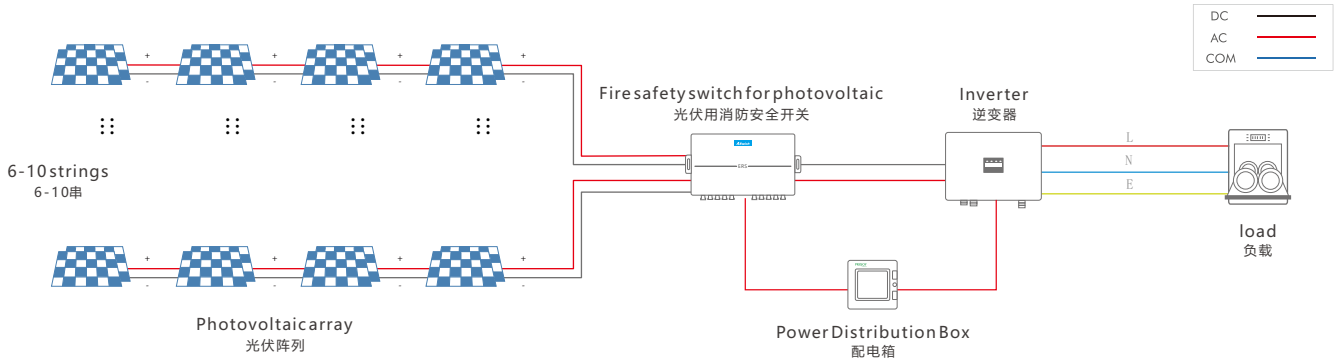 DC
AC
COM
+ + + +
- - - -
Fire safety switch for photovoltaic
光伏用消防安全开关
Inverter
逆变器
ERS
L
N
E
6-10 strings
6-10串
load
负载
+ + + +
- - - -
Photovoltaic array
光伏阵列
Power Distribution Box
配电箱